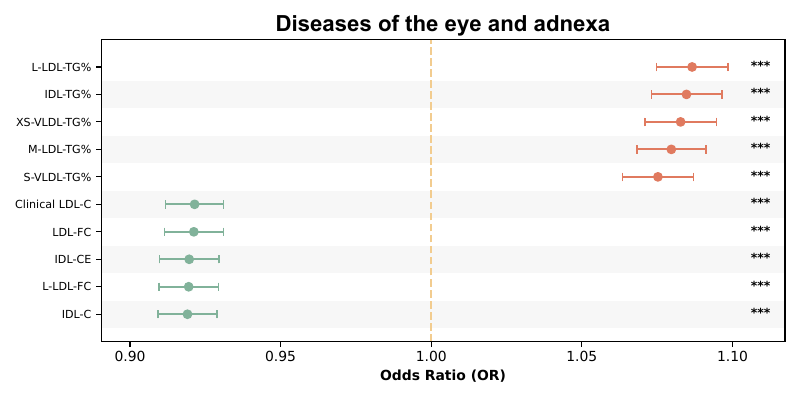 Diseases of the eye and adnexa
L-LDL-TG% ***
IDL-TG% ***
XS-VLDL-TG% ***
M-LDL-TG% ***
S-VLDL-TG% ***
Clinical LDL-C ***
LDL-FC ***
IDL-CE ***
L-LDL-FC ***
IDL-C ***
0.90 0.95 1.00 1.05 1.10
Odds Ratio (OR)